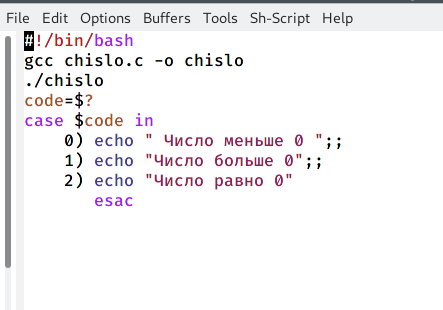 File Edit Options Buffers Tools Sh-Script Help
#!/bin/bash
gcc chislo.c -o chislo
./chislo
code=$?
case $code in
    0) echo " Число меньше 0 ";;
    1) echo "Число больше 0";;
    2) echo "Число равно 0"
       esac